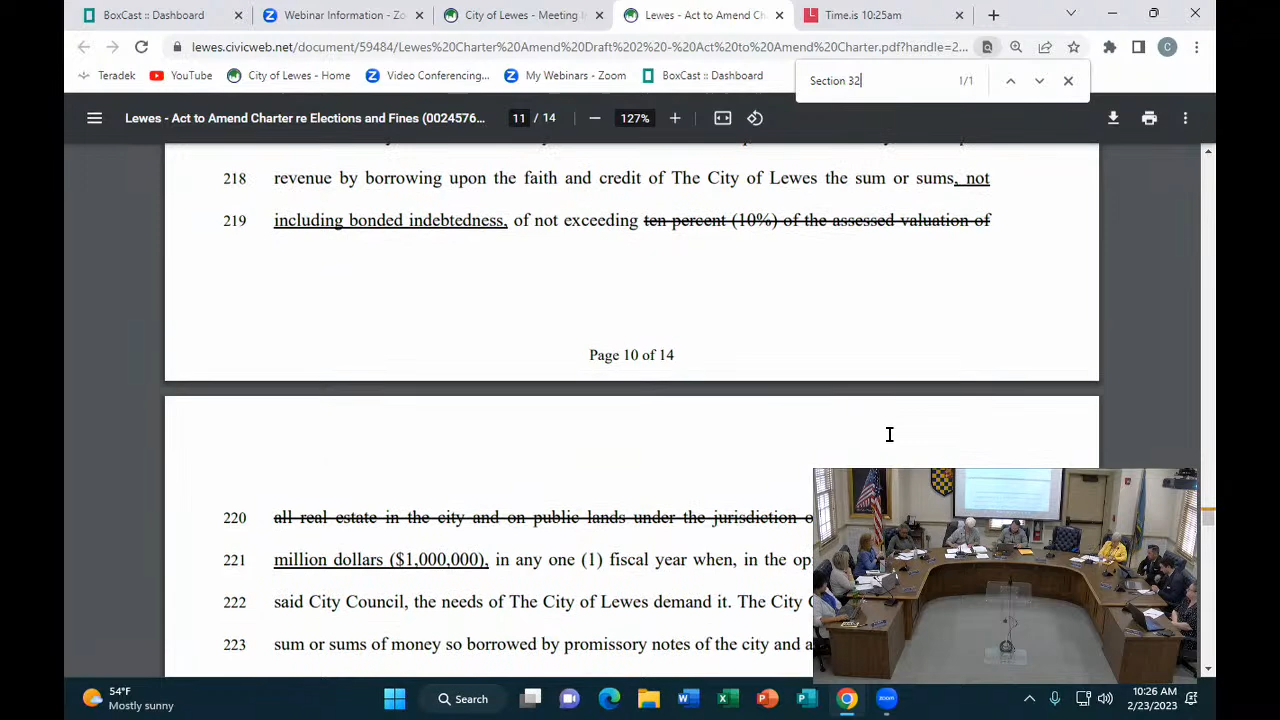 BoxCast :: Dashboard
Webinar Information - Zo
City of Lewes - Meeting I
Lewes - Act to Amend Ch
Time.is 10:25am
lewes.civicweb.net/document/59484/Lewes%20Charter%20Amend%20Draft%202%20-%20Act%20to%20Amend%20Charter.pdf?handle=2...
C
Teradek
YouTube
City of Lewes - Home
Video Conferencing,...
My Webinars - Zoom
BoxCast :: Dashboard
Section 32
1/1
Lewes - Act to Amend Charter re Elections and Fines (0024576...
11 / 14
127%
218 revenue by borrowing upon the faith and credit of The City of Lewes the sum or sums, not
219 including bonded indebtedness, of not exceeding ten percent (10%) of the assessed valuation of
Page 10 of 14
220 all real estate in the city and on public lands under the jurisdiction o
221 million dollars ($1,000,000), in any one (1) fiscal year when, in the op
222 said City Council, the needs of The City of Lewes demand it. The City C
223 sum or sums of money so borrowed by promissory notes of the city and a
54°F
Mostly sunny
Search
zoom
10:26 AM
2/23/2023